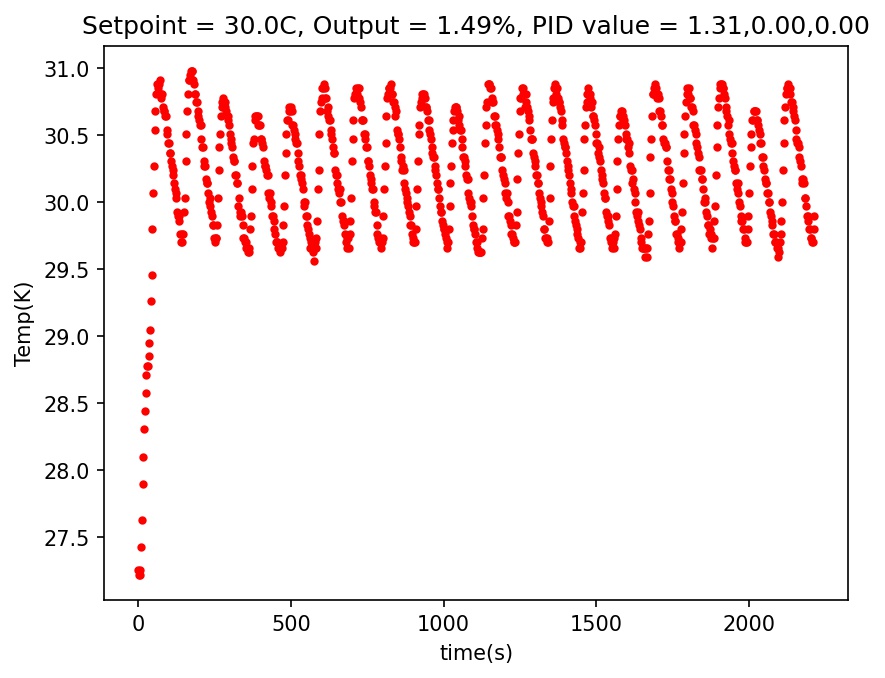 Setpoint = 30.0C, Output = 1.49%, PID value = 1.31,0.00,0.00
31.0
30.5
30.0
29.5
29.0
28.5
28.0
27.5
Temp(K)
0 500 1000 1500 2000
time(s)